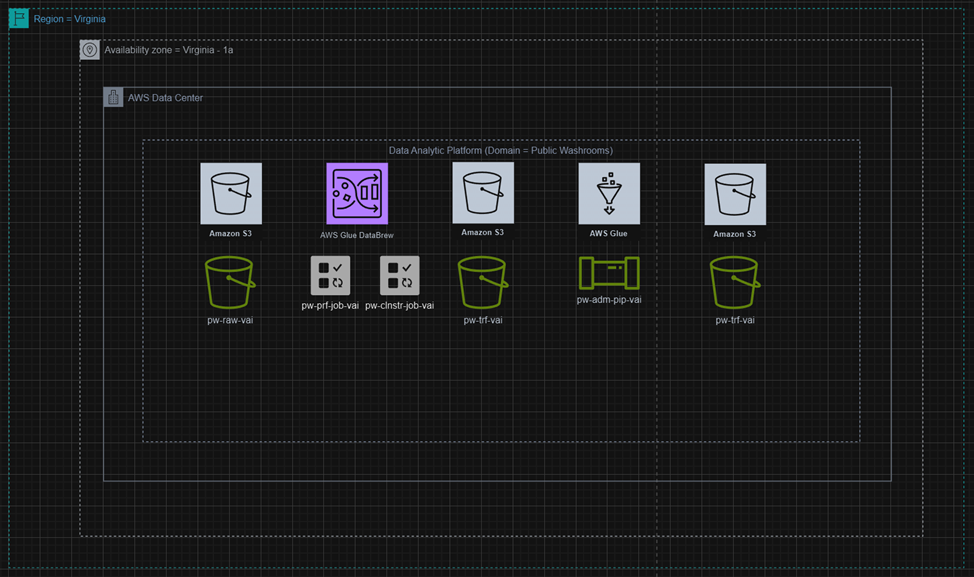 Region = Virginia
Availability zone = Virginia - 1a
AWS Data Center
Data Analytic Platform (Domain = Public Washrooms)
Amazon S3
AWS Glue DataBrew
Amazon S3
AWS Glue
Amazon S3
pw-raw-vai
pw-prf-job-vai
pw-clnstr-job-vai
pw-trf-vai
pw-adm-pip-vai
pw-trf-vai